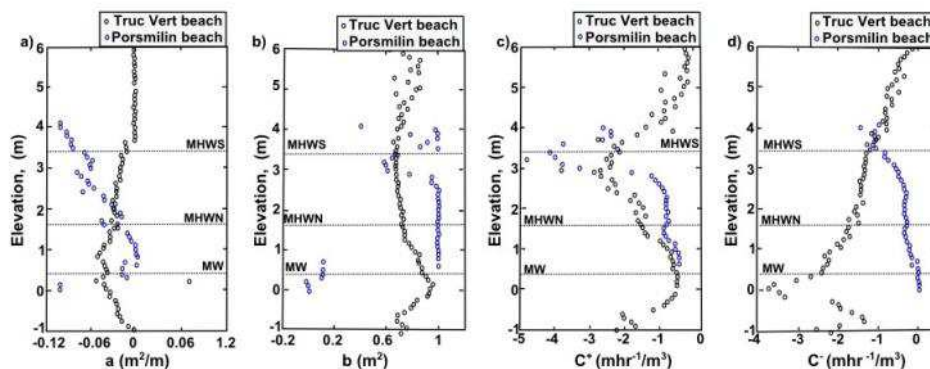 Truc Vert beach
Porsmilin beach
a)
6
5
4
3
2
1
0
-1
Elevation, (m)
MHWS
MHWN
MW
-0.12 -0.06 0 0.06 1.2
a (m²/m)
Truc Vert beach
Porsmilin beach
b)
6
5
4
3
2
1
0
-1
Elevation, (m)
MHWS
MHWN
MW
-0.2 0.2 0.6 1 1.2
b (m²)
Truc Vert beach
Porsmilin beach
c)
6
5
4
3
2
1
0
-1
Elevation, (m)
MHWS
MHWN
MW
-5 -4 -3 -2 -1 0
C⁺ (mhr⁻¹/m³)
Truc Vert beach
Porsmilin beach
d)
6
5
4
3
2
1
0
-1
Elevation, (m)
MHWS
MHWN
MW
-4 -3 -2 -1 0
C⁻ (mhr⁻¹/m³)